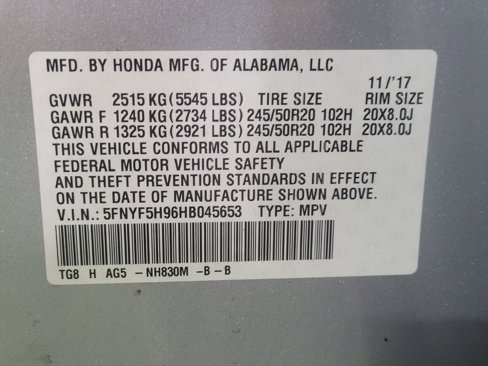 MFD. BY HONDA MFG. OF ALABAMA, LLC
11/'17
GVWR 2515 KG (5545 LBS) TIRE SIZE RIM SIZE
GAWR F 1240 KG (2734 LBS) 245/50R20 102H 20X8.0J
GAWR R 1325 KG (2921 LBS) 245/50R20 102H 20X8.0J
THIS VEHICLE CONFORMS TO ALL APPLICABLE
FEDERAL MOTOR VEHICLE SAFETY
AND THEFT PREVENTION STANDARDS IN EFFECT
ON THE DATE OF MANUFACTURE SHOWN ABOVE.
V.I.N.: 5FNYF5H96HB045653 TYPE: MPV
TG8 H AG5 -NH830M -B -B